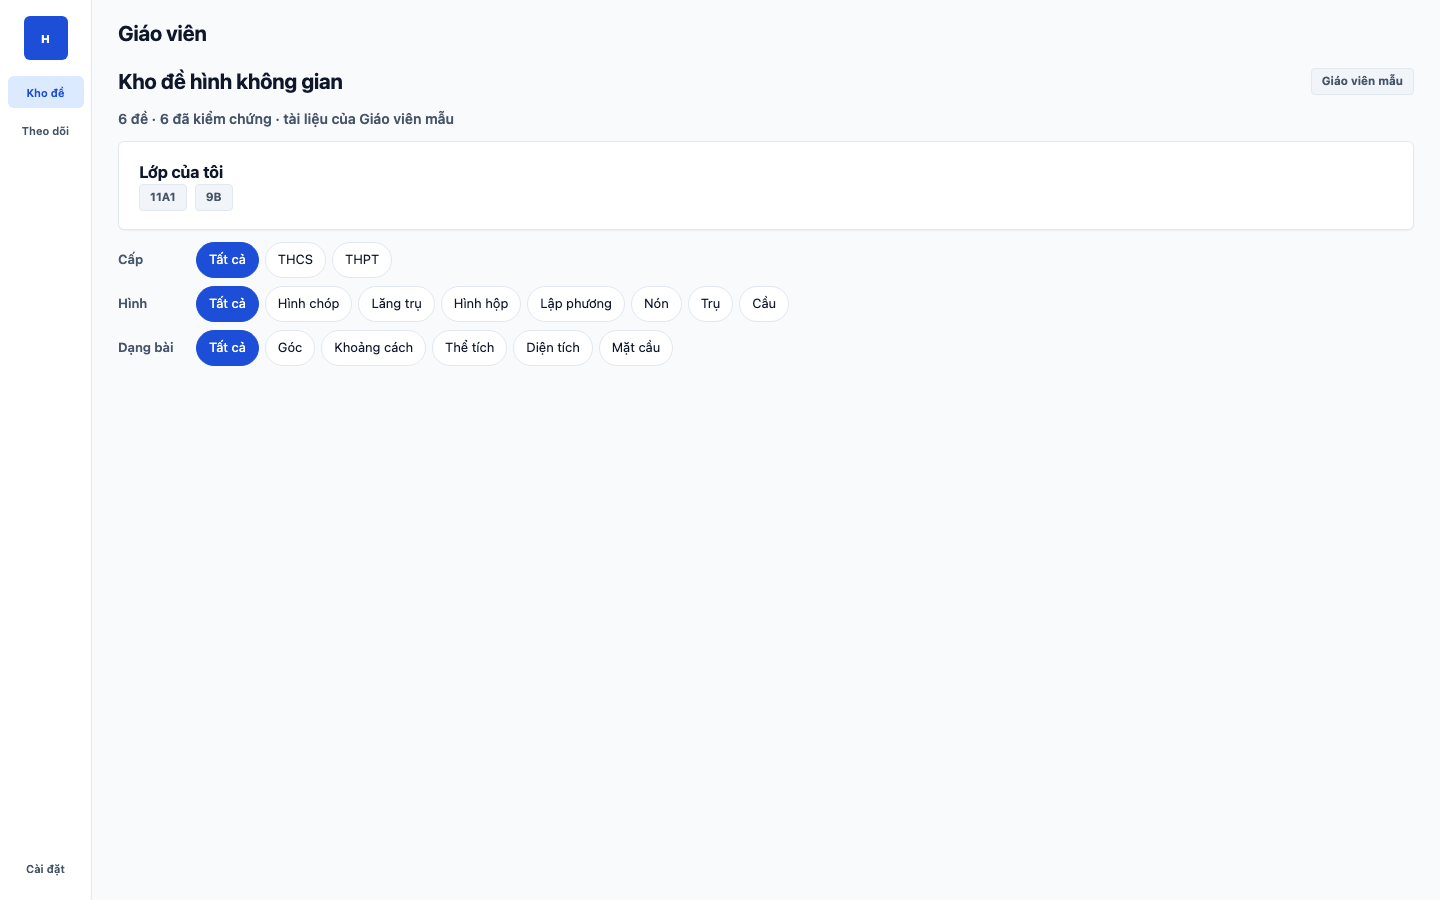 H
Kho đề
Theo dõi
Cài đặt
Giáo viên
Kho đề hình không gian
Giáo viên mẫu
6 đề · 6 đã kiểm chứng · tài liệu của Giáo viên mẫu
Lớp của tôi
11A1 9B
Cấp Tất cả THCS THPT
Hình Tất cả Hình chóp Lăng trụ Hình hộp Lập phương Nón Trụ Cầu
Dạng bài Tất cả Góc Khoảng cách Thể tích Diện tích Mặt cầu